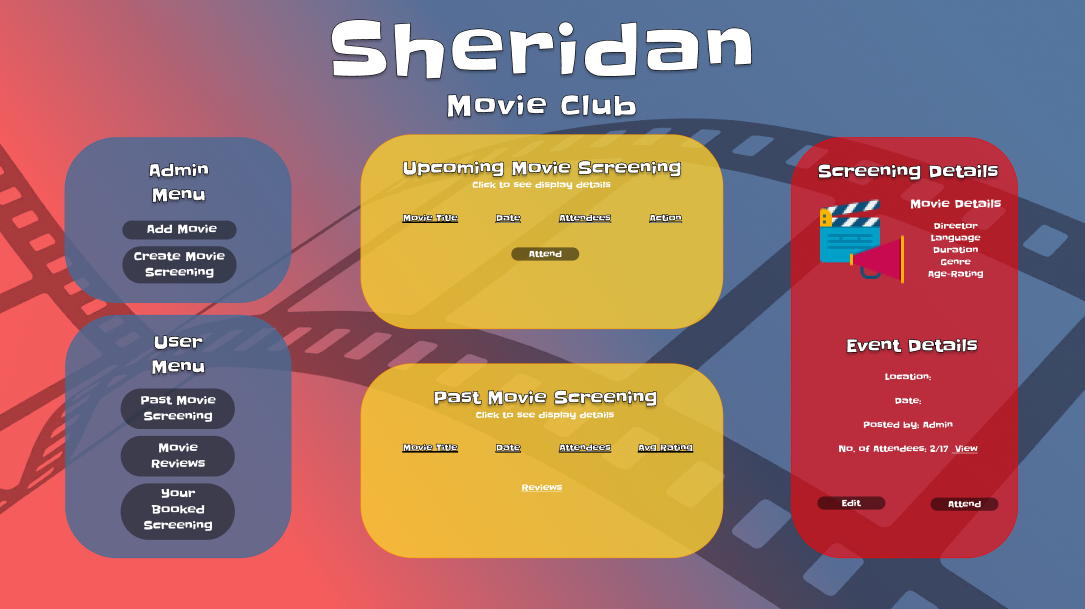 Sheridan
Movie Club
Admin
Menu
Add Movie
Create Movie
Screening
User
Menu
Past Movie
Screening
Movie
Reviews
Your
Booked
Screening
Upcoming Movie Screening
Click to see display details
Movie Title Date Attendees Action
Attend
Past Movie Screening
Click to see display details
Movie Title Date Attendees Avg Rating
Reviews
Screening Details
Movie Details
Director
Language
Duration
Genre
Age-Rating
Event Details
Location:
Date:
Posted by: Admin
No. of Attendees: 2/17 View
Edit Attend